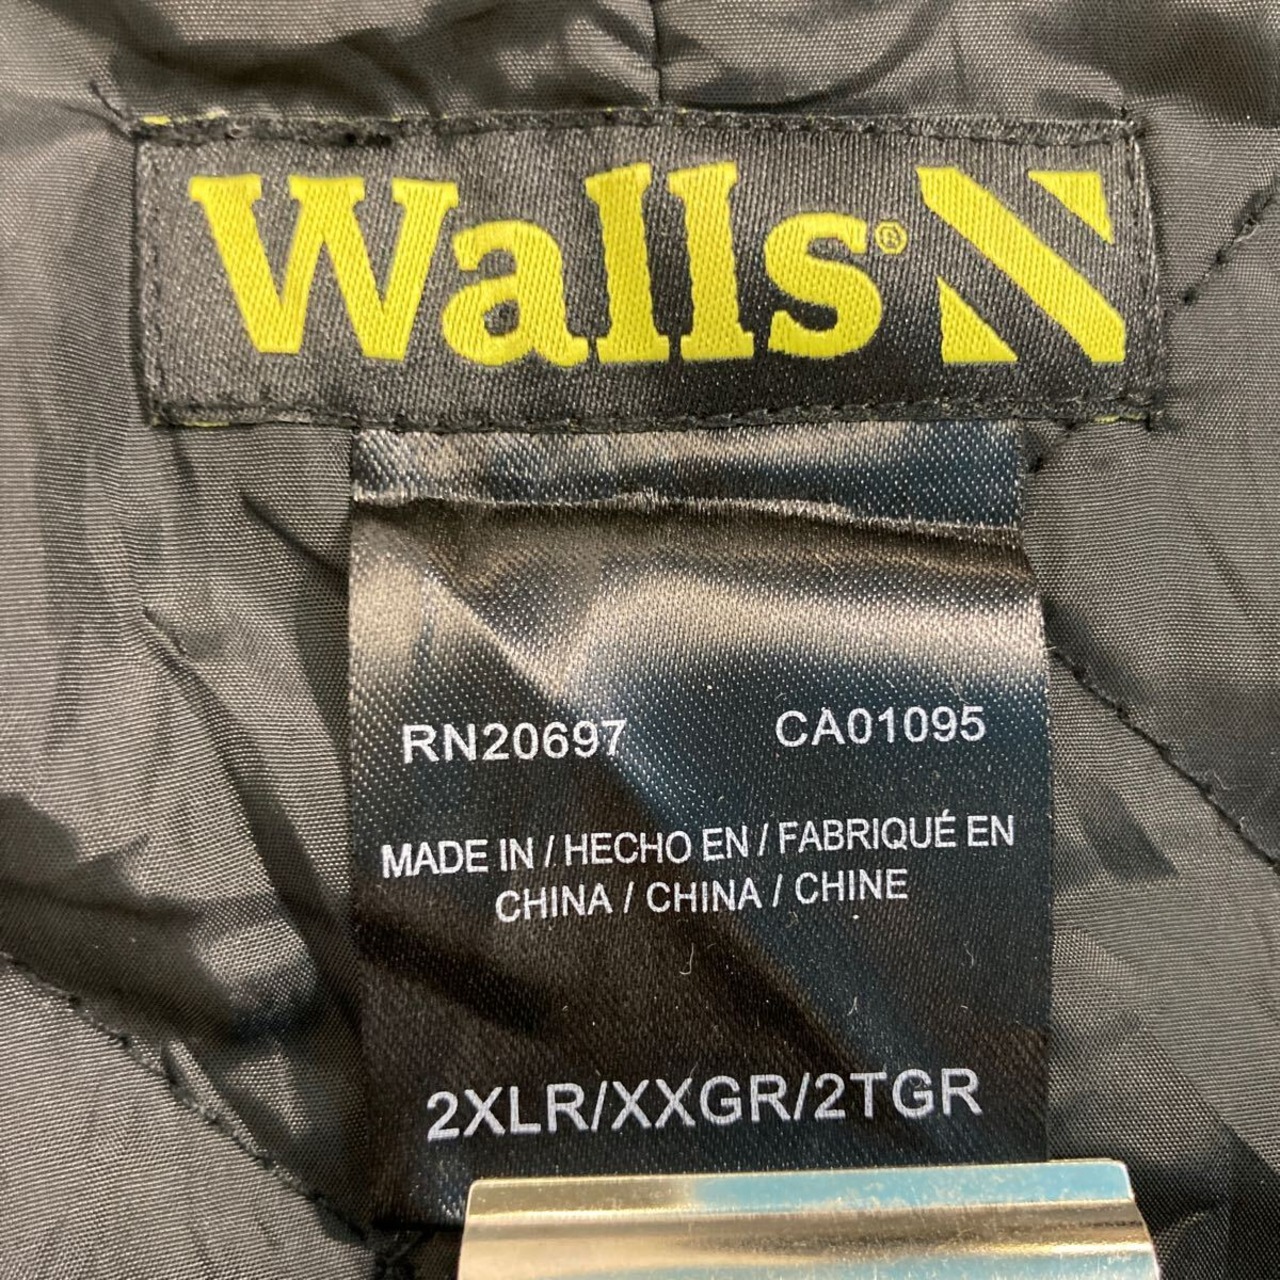 Walls®
RN20697 CA01095
MADE IN / HECHO EN / FABRIQUÉ EN
CHINA / CHINA / CHINE
2XLR/XXGR/2TGR